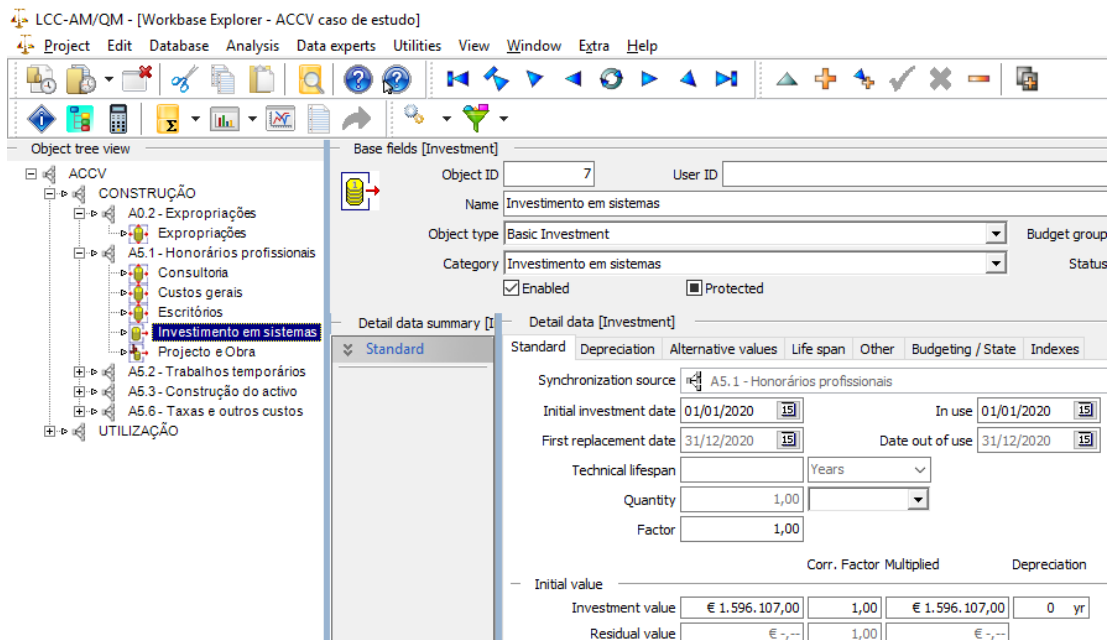 LCC-AM/QM - [Workbase Explorer - ACCV caso de estudo]
Project Edit Database Analysis Data experts Utilities View Window Extra Help
Object tree view
ACCV
CONSTRUÇÃO
A0.2 - Expropriações
Expropriações
A5.1 - Honorários profissionais
Consultoria
Custos gerais
Escritórios
Investimento em sistemas
Projecto e Obra
A5.2 - Trabalhos temporários
A5.3 - Construção do activo
A5.6 - Taxas e outros custos
UTILIZAÇÃO
Base fields [Investment]
Object ID 7 User ID
Name Investimento em sistemas
Object type Basic Investment Budget group
Category Investimento em sistemas Status
Enabled Protected
Detail data summary [I
Standard
Detail data [Investment]
Standard Depreciation Alternative values Life span Other Budgeting / State Indexes
Synchronization source A5.1 - Honorários profissionais
Initial investment date 01/01/2020 15 In use 01/01/2020 15
First replacement date 31/12/2020 15 Date out of use 31/12/2020 15
Technical lifespan Years
Quantity 1,00
Factor 1,00
Corr. Factor Multiplied Depreciation
Initial value
Investment value € 1.596.107,00 1,00 € 1.596.107,00 0 yr
Residual value € -,-- 1,00 € -,--